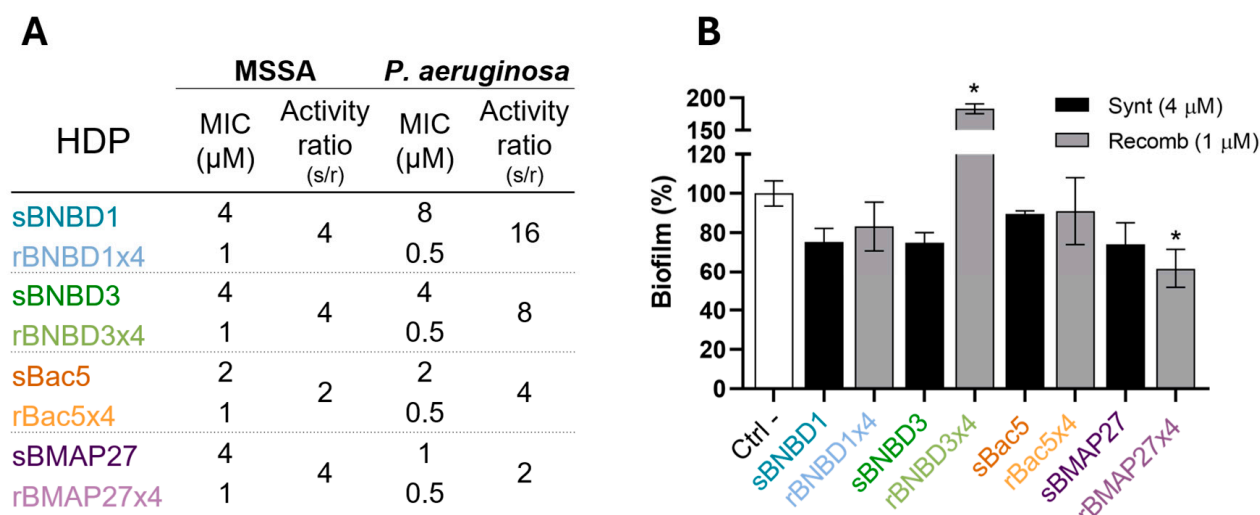 A
MSSA P. aeruginosa
HDP MIC (µM) Activity ratio (s/r) MIC (µM) Activity ratio (s/r)
sBNBD1 4 4 8 16
rBNBD1x4 1 0.5
sBNBD3 4 4 4 8
rBNBD3x4 1 0.5
sBac5 2 2 2 4
rBac5x4 1 0.5
sBMAP27 4 4 1 2
rBMAP27x4 1 0.5
B
Biofilm (%)
200
150
120
100
80
60
40
20
0
*
*
Synt (4 µM)
Recomb (1 µM)
Ctrl -
sBNBD1
rBNBD1x4
sBNBD3
rBNBD3x4
sBac5
rBac5x4
sBMAP27
rBMAP27x4